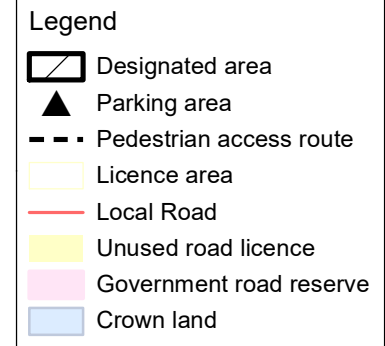 Legend
Designated area
Parking area
Pedestrian access route
Licence area
Local Road
Unused road licence
Government road reserve
Crown land